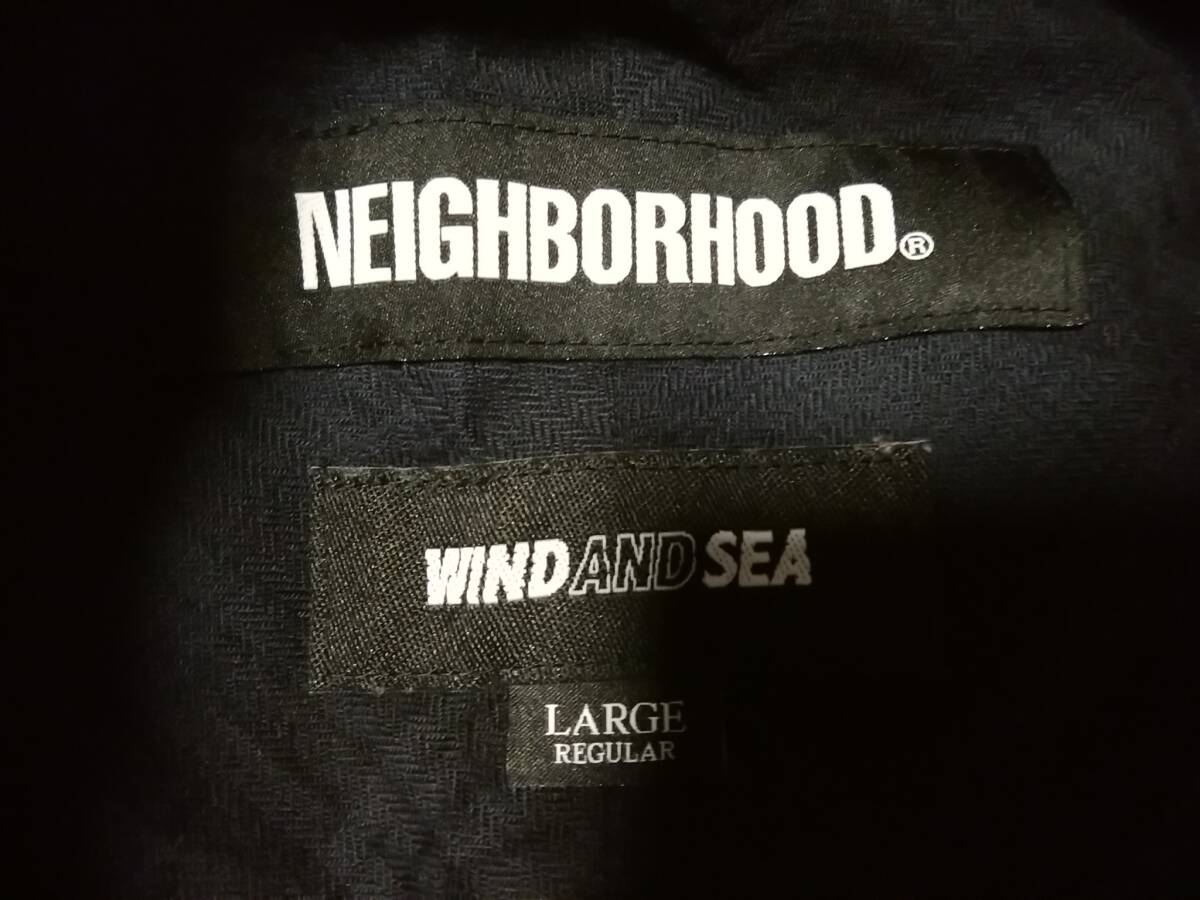 NEIGHBORHOOD®
WIND AND SEA
LARGE
REGULAR